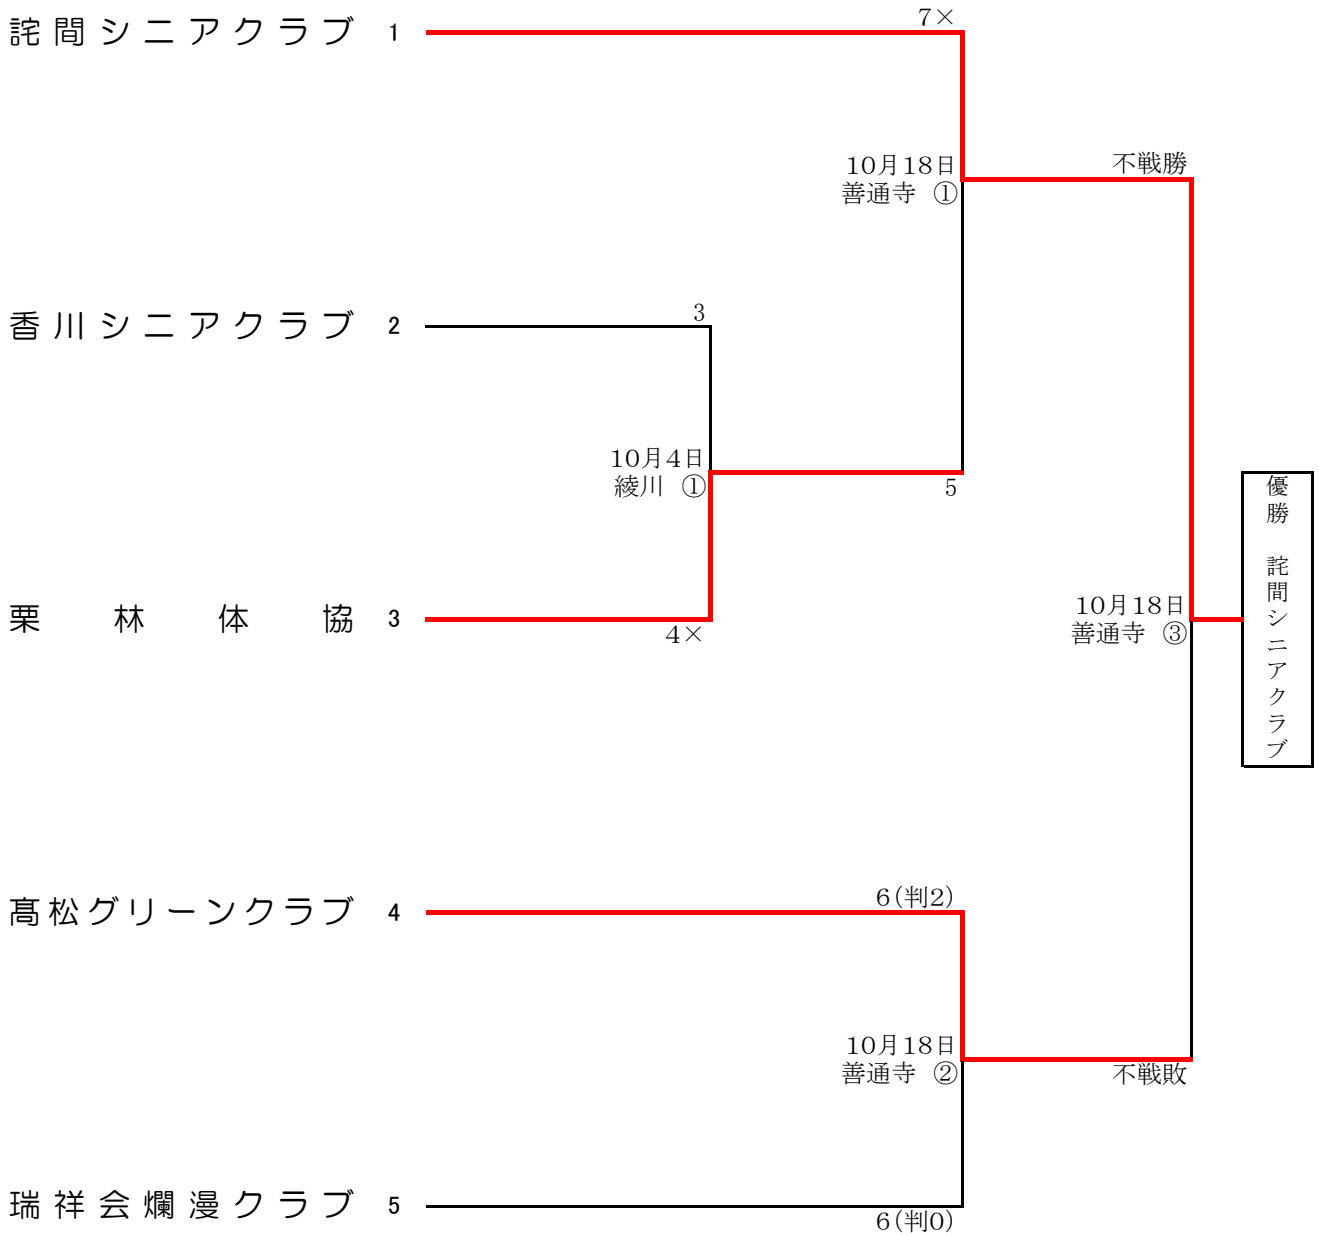 詫間シニアクラブ 1
7×
10月18日
善通寺 ①
不戦勝
香川シニアクラブ 2
3
10月4日
綾川 ①
5
栗林体協 3
4×
10月18日
善通寺 ③
優勝 詫間シニアクラブ
髙松グリーンクラブ 4
6(判2)
10月18日
善通寺 ②
不戦敗
瑞祥会爛漫クラブ 5
6(判0)